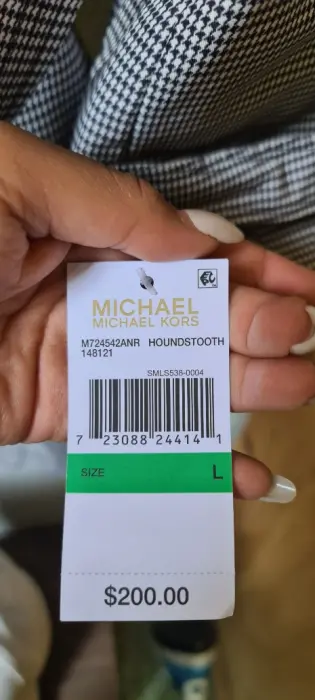 MICHAEL
MICHAEL KORS
M724542ANR HOUNDSTOOTH
148121
SMLS538-0004
7 23088 24414 1
SIZE L
$200.00